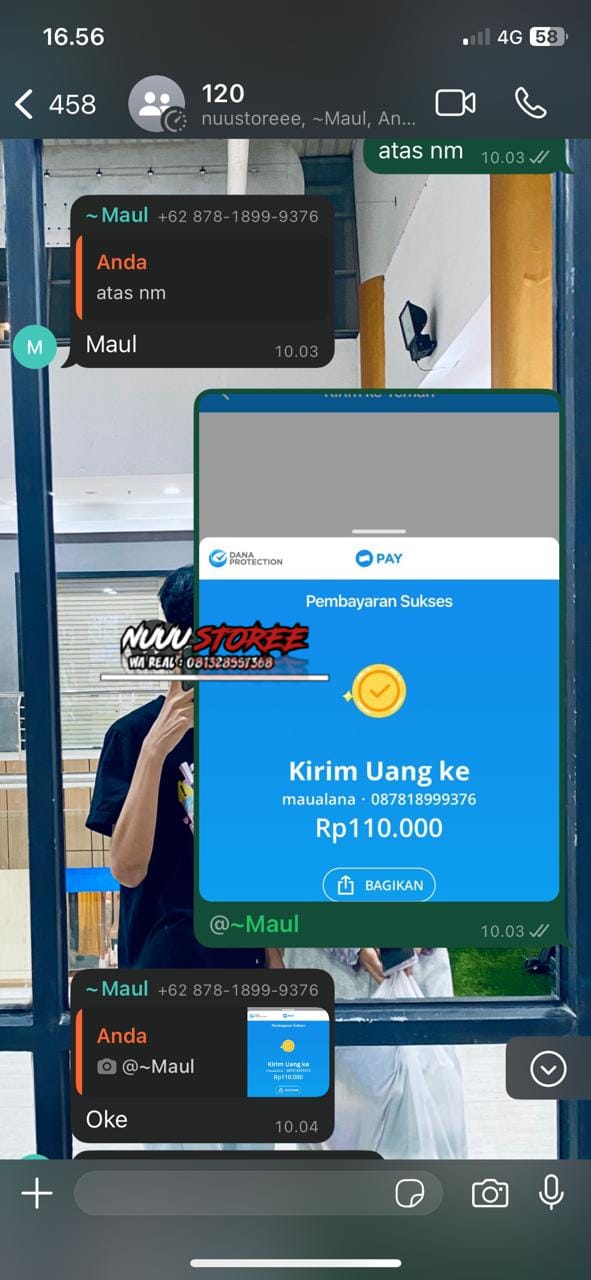 16.56
4G 58
458
120
nuustoreee, ~Maul, An...
atas nm 10.03
~Maul +62 878-1899-9376
Anda
atas nm
M
Maul 10.03
DANA PROTECTION
PAY
Pembayaran Sukses
NUUU STOREE
WA REAL : 081328557368
Kirim Uang ke
maualana · 087818999376
Rp110.000
BAGIKAN
@~Maul 10.03
~Maul +62 878-1899-9376
Anda
@~Maul
Pembayaran Sukses
Kirim Uang ke
Rp110.000
Oke 10.04